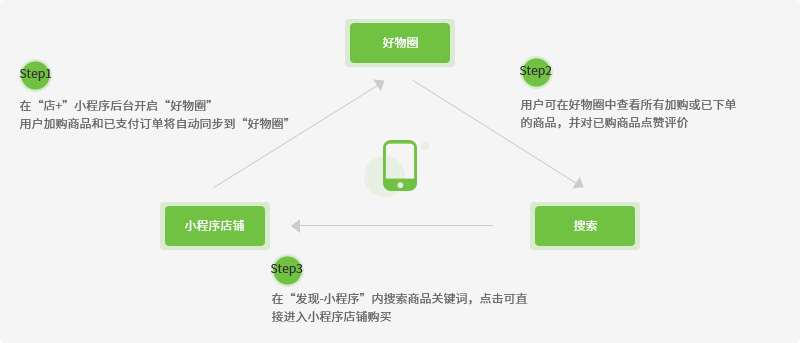 好物圈
Step1
在“店+”小程序后台开启“好物圈”
用户加购商品和已支付订单将自动同步到“好物圈”
Step2
用户可在好物圈中查看所有加购或已下单
的商品，并对已购商品点赞评价
小程序店铺
搜索
Step3
在“发现-小程序”内搜索商品关键词，点击可直
接进入小程序店铺购买